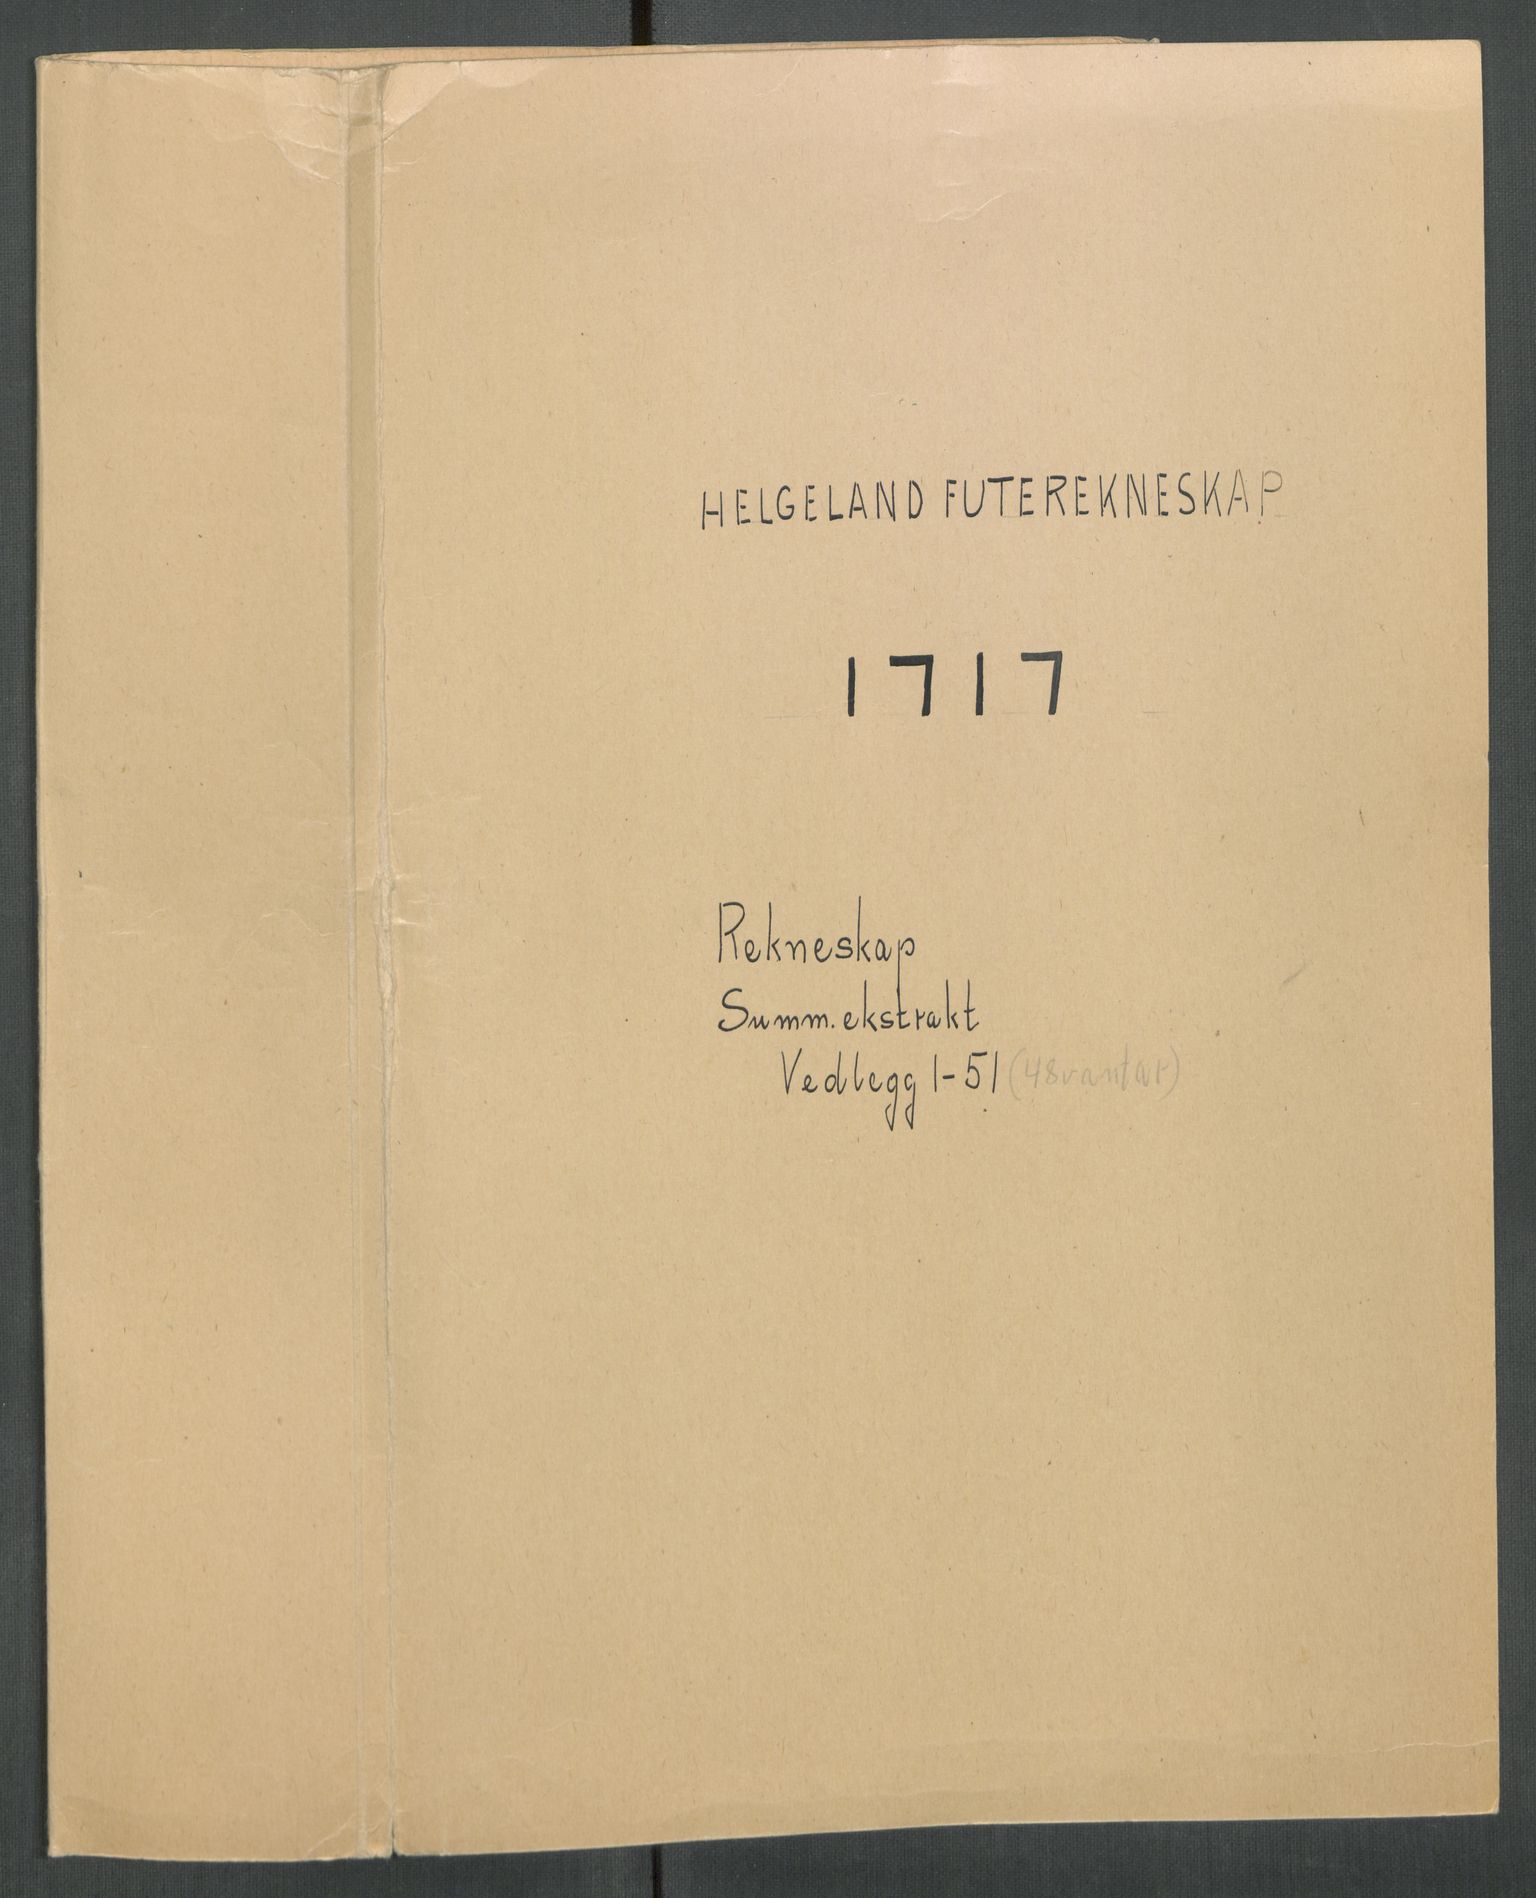 HELGELAND FUTEREKNESKAP
1717
Rekneskap
Summ.ekstrakt
Vedlegg 1-51 (48 vantar)